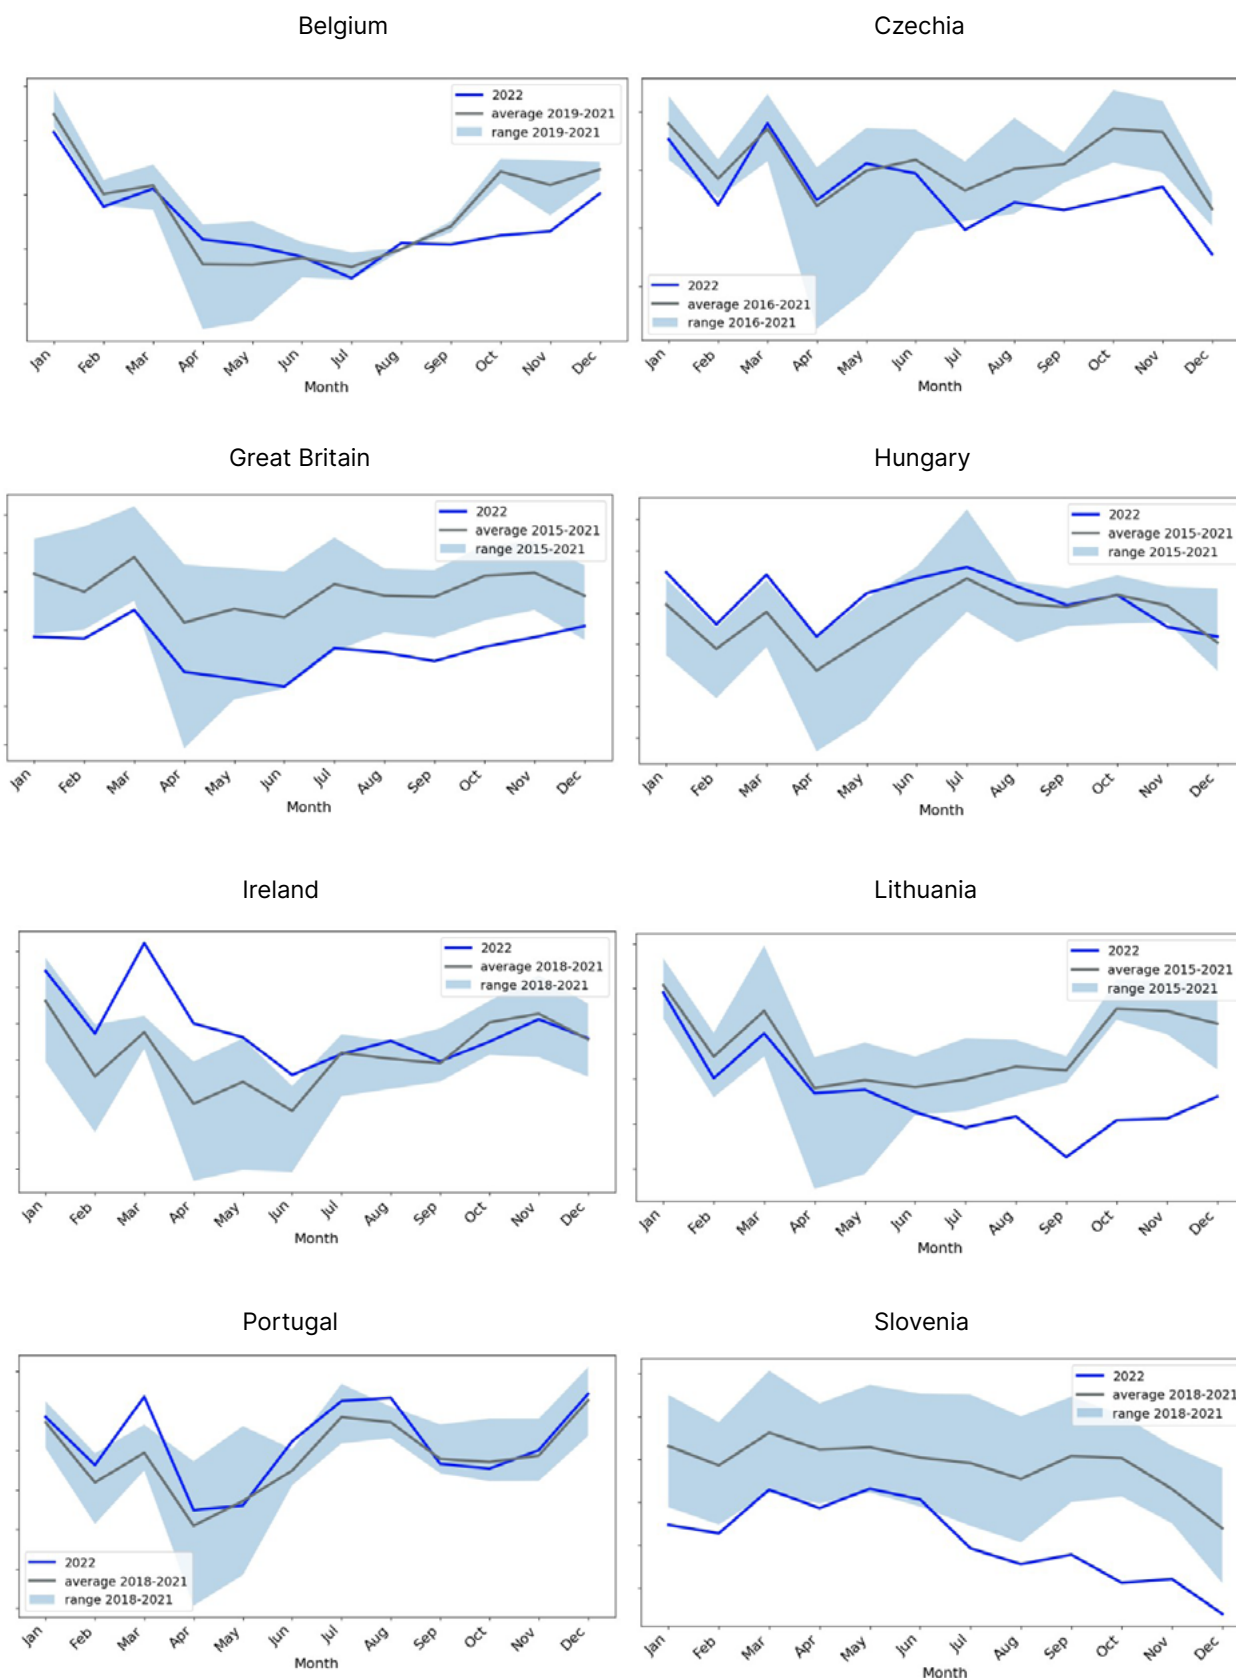 Belgium
2022
average 2019-2021
range 2019-2021
Jan Feb Mar Apr May Jun Jul Aug Sep Oct Nov Dec
Month
Czechia
2022
average 2016-2021
range 2016-2021
Jan Feb Mar Apr May Jun Jul Aug Sep Oct Nov Dec
Month
Great Britain
2022
average 2015-2021
range 2015-2021
Jan Feb Mar Apr May Jun Jul Aug Sep Oct Nov Dec
Month
Hungary
2022
average 2015-2021
range 2015-2021
Jan Feb Mar Apr May Jun Jul Aug Sep Oct Nov Dec
Month
Ireland
2022
average 2018-2021
range 2018-2021
Jan Feb Mar Apr May Jun Jul Aug Sep Oct Nov Dec
Month
Lithuania
2022
average 2015-2021
range 2015-2021
Jan Feb Mar Apr May Jun Jul Aug Sep Oct Nov Dec
Month
Portugal
2022
average 2018-2021
range 2018-2021
Jan Feb Mar Apr May Jun Jul Aug Sep Oct Nov Dec
Month
Slovenia
2022
average 2018-2021
range 2018-2021
Jan Feb Mar Apr May Jun Jul Aug Sep Oct Nov Dec
Month